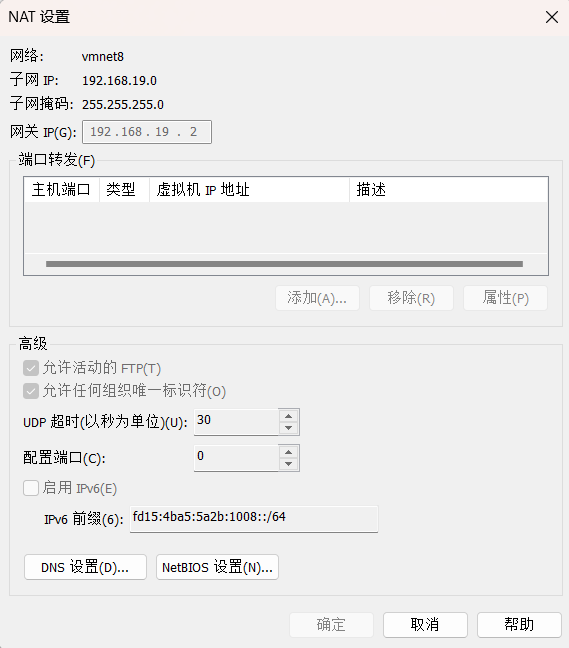 NAT 设置
网络: vmnet8
子网 IP: 192.168.19.0
子网掩码: 255.255.255.0
网关 IP(G): 192 . 168 . 19 . 2
端口转发(F)
主机端口 类型 虚拟机 IP 地址 描述
添加(A)... 移除(R) 属性(P)
高级
允许活动的 FTP(T)
允许任何组织唯一标识符(O)
UDP 超时(以秒为单位)(U): 30
配置端口(C): 0
启用 IPv6(E)
IPv6 前缀(6): fd15:4ba5:5a2b:1008::/64
DNS 设置(D)... NetBIOS 设置(N)...
确定 取消 帮助